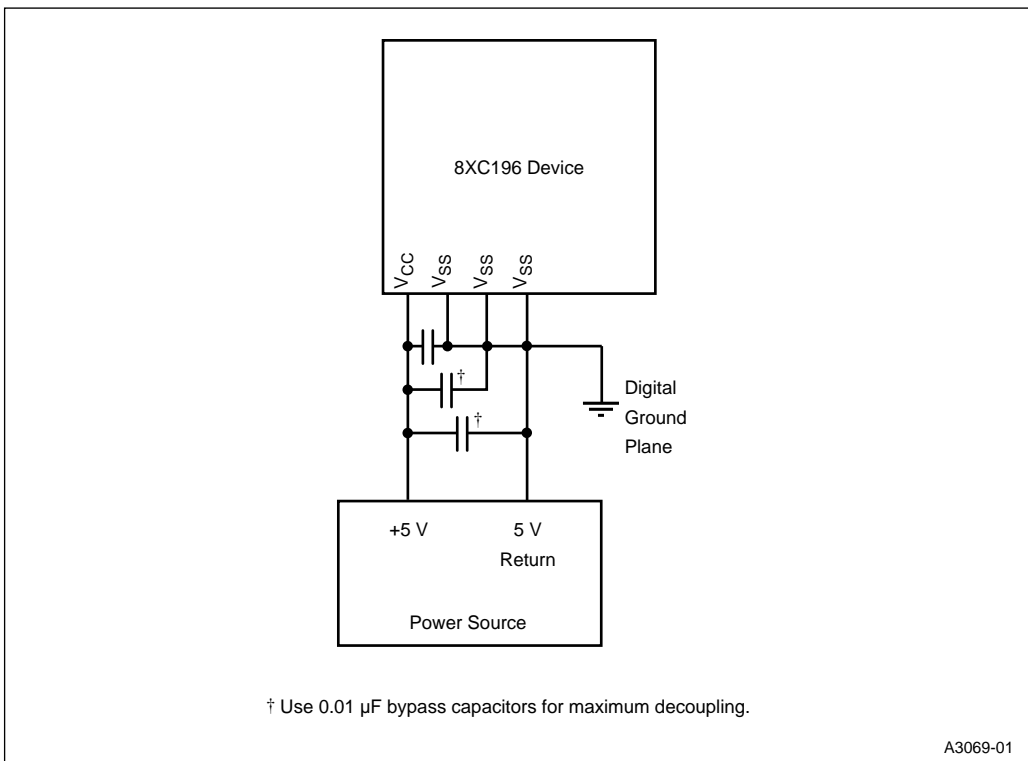 8XC196 Device
VCC VSS VSS VSS
†
†
Digital
Ground
Plane
+5 V 5 V
Return
Power Source
† Use 0.01 µF bypass capacitors for maximum decoupling.
A3069-01